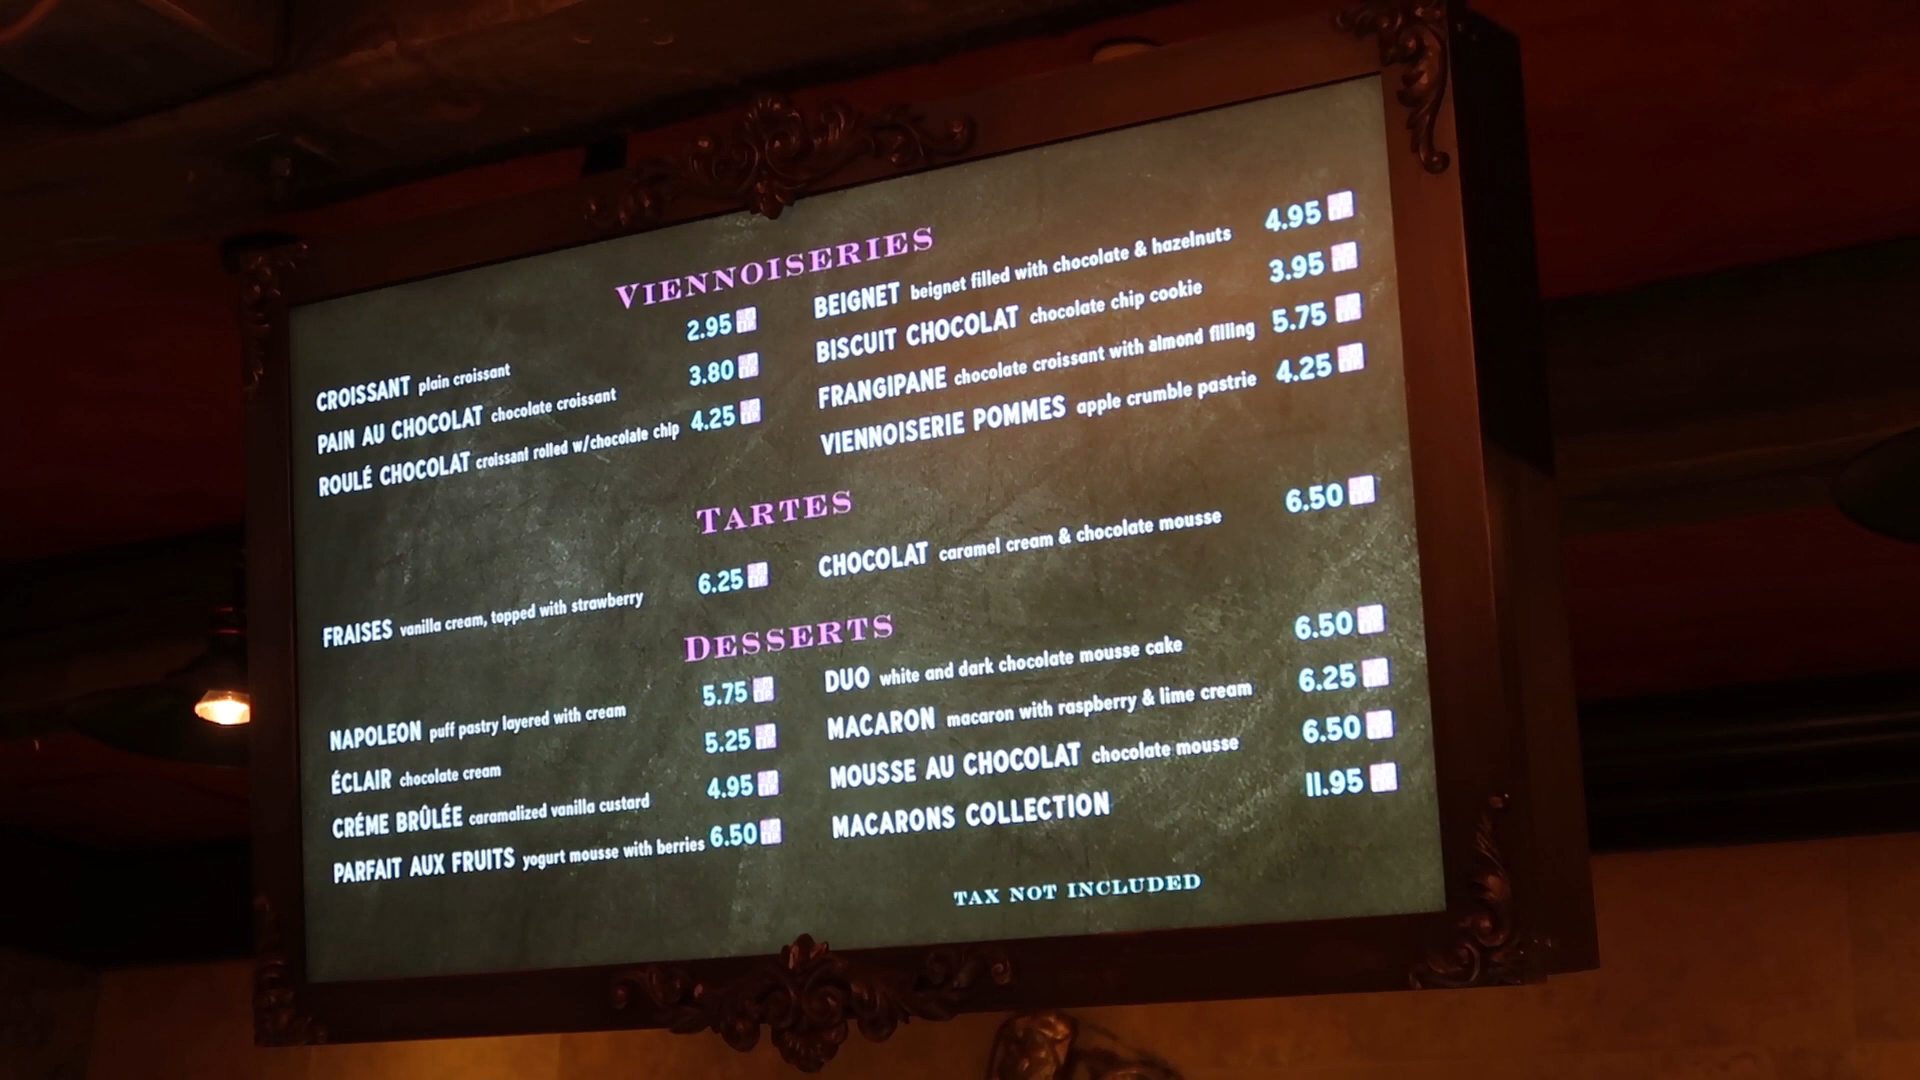 VIENNOISERIES
CROISSANT plain croissant 2.95
PAIN AU CHOCOLAT chocolate croissant 3.80
ROULÉ CHOCOLAT croissant rolled w/chocolate chip 4.25
BEIGNET beignet filled with chocolate & hazelnuts 4.95
BISCUIT CHOCOLAT chocolate chip cookie 3.95
FRANGIPANE chocolate croissant with almond filling 5.75
VIENNOISERIE POMMES apple crumble pastrie 4.25
TARTES
FRAISES vanilla cream, topped with strawberry 6.25
CHOCOLAT caramel cream & chocolate mousse 6.50
DESSERTS
NAPOLEON puff pastry layered with cream 5.75
ÉCLAIR chocolate cream 5.25
CRÉME BRÛLÉE caramalized vanilla custard 4.95
PARFAIT AUX FRUITS yogurt mousse with berries 6.50
DUO white and dark chocolate mousse cake 6.50
MACARON macaron with raspberry & lime cream 6.25
MOUSSE AU CHOCOLAT chocolate mousse 6.50
MACARONS COLLECTION 11.95
TAX NOT INCLUDED